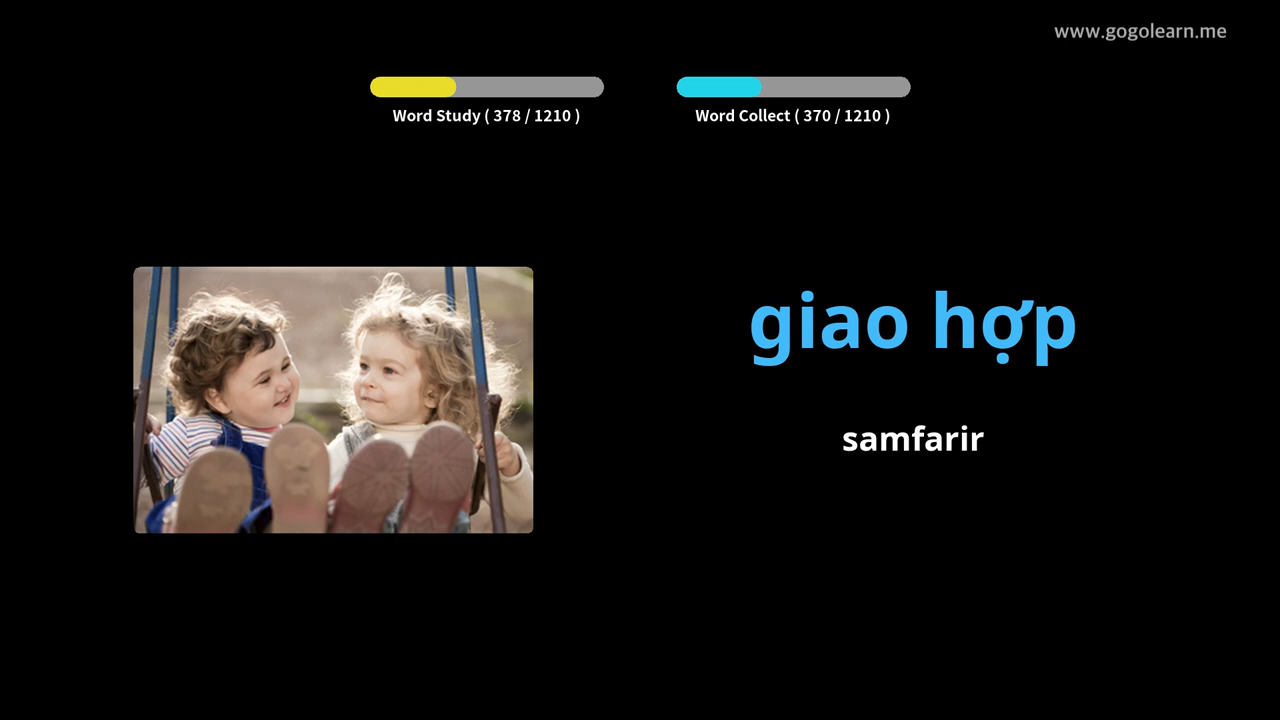 www.gogolearn.me
Word Study ( 378 / 1210 )
Word Collect ( 370 / 1210 )
giao hợp
samfarir